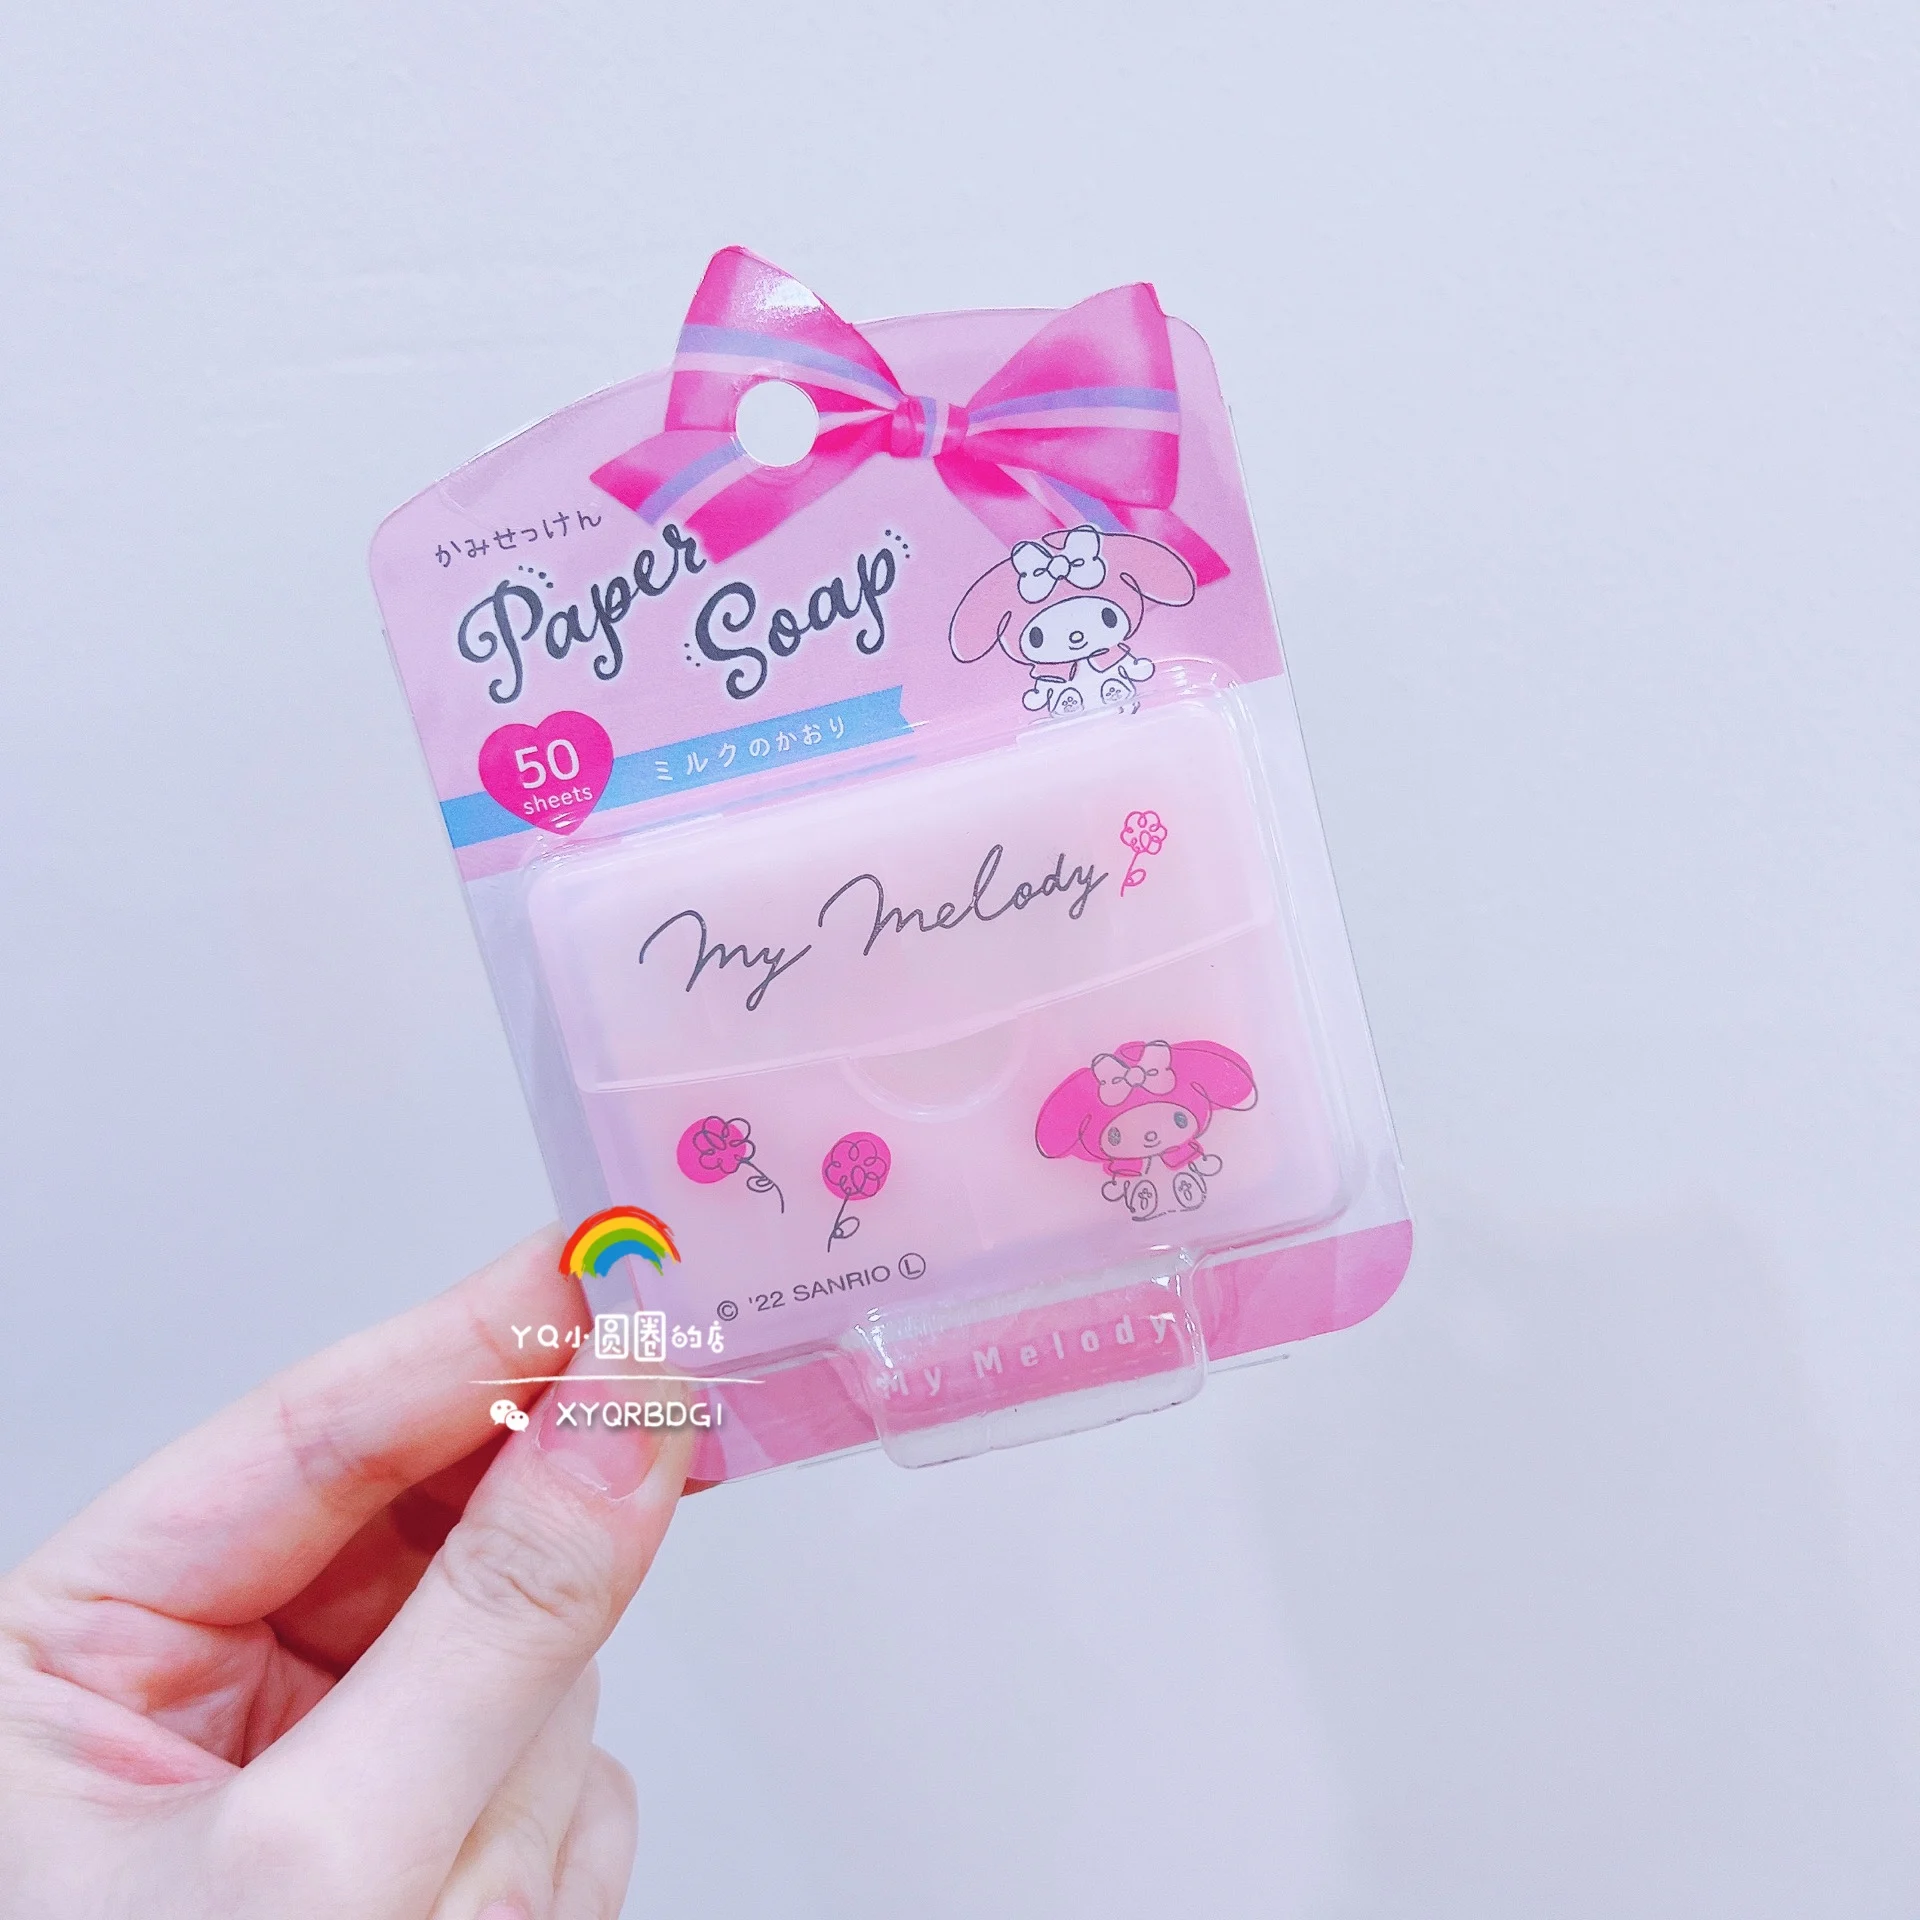 かみせっけん
Paper
Soap
50
sheets
ミルクのかおり
My Melody
© '22 SANRIO Ⓛ
My Melody
YQ小圆圈的店
XYQRBDGI